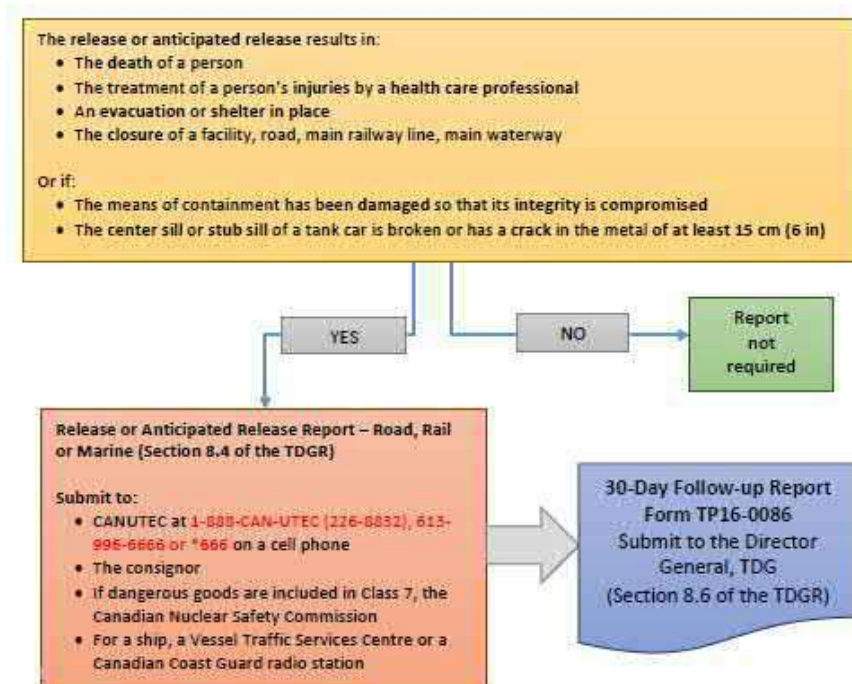 The release or anticipated release results in:
• The death of a person
• The treatment of a person's injuries by a health care professional
• An evacuation or shelter in place
• The closure of a facility, road, main railway line, main waterway
Or if:
• The means of containment has been damaged so that its integrity is compromised
• The center sill or stub sill of a tank car is broken or has a crack in the metal of at least 15 cm (6 in)
YES
NO
Report
not
required
Release or Anticipated Release Report – Road, Rail
or Marine (Section 8.4 of the TDGR)
Submit to:
• CANUTEC at 1-888-CAN-UTEC (226-8832), 613-
996-6666 or *666 on a cell phone
• The consignor
• If dangerous goods are included in Class 7, the
Canadian Nuclear Safety Commission
• For a ship, a Vessel Traffic Services Centre or a
Canadian Coast Guard radio station
30-Day Follow-up Report
Form TP16-0086
Submit to the Director
General, TDG
(Section 8.6 of the TDGR)